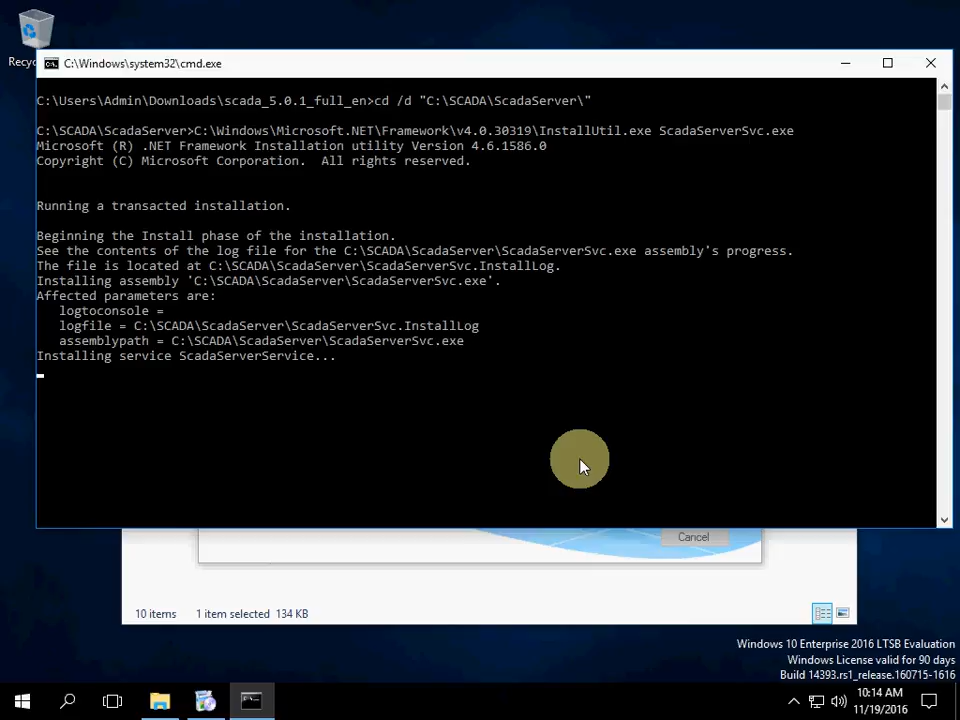 Recyc
C:\Windows\system32\cmd.exe
C:\Users\Admin\Downloads\scada_5.0.1_full_en>cd /d "C:\SCADA\ScadaServer\"
C:\SCADA\ScadaServer>C:\Windows\Microsoft.NET\Framework\v4.0.30319\InstallUtil.exe ScadaServerSvc.exe
Microsoft (R) .NET Framework Installation utility Version 4.6.1586.0
Copyright (C) Microsoft Corporation.  All rights reserved.
Running a transacted installation.
Beginning the Install phase of the installation.
See the contents of the log file for the C:\SCADA\ScadaServer\ScadaServerSvc.exe assembly's progress.
The file is located at C:\SCADA\ScadaServer\ScadaServerSvc.InstallLog.
Installing assembly 'C:\SCADA\ScadaServer\ScadaServerSvc.exe'.
Affected parameters are:
   logtoconsole =
   logfile = C:\SCADA\ScadaServer\ScadaServerSvc.InstallLog
   assemblypath = C:\SCADA\ScadaServer\ScadaServerSvc.exe
Installing service ScadaServerService...
Cancel
10 items 1 item selected 134 KB
Windows 10 Enterprise 2016 LTSB Evaluation
Windows License valid for 90 days
Build 14393.rs1_release.160715-1616
10:14 AM
11/19/2016